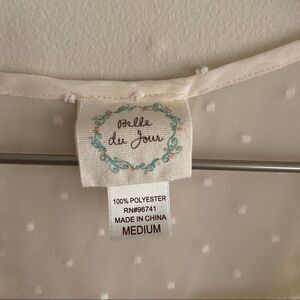 Belle
du Jour
100% POLYESTER
RN#96741
MADE IN CHINA
MEDIUM